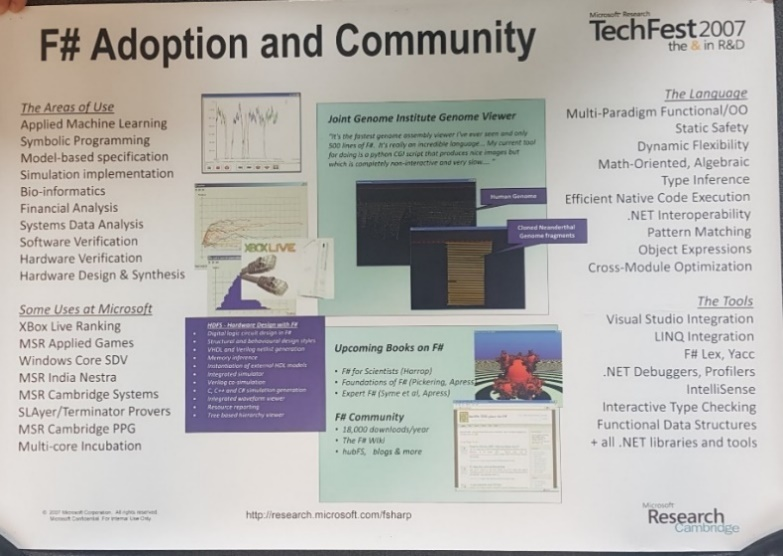 F# Adoption and Community
Microsoft Research
TechFest 2007
the & in R&D
The Areas of Use
Applied Machine Learning
Symbolic Programming
Model-based specification
Simulation implementation
Bio-informatics
Financial Analysis
Systems Data Analysis
Software Verification
Hardware Verification
Hardware Design & Synthesis
Some Uses at Microsoft
XBox Live Ranking
MSR Applied Games
Windows Core SDV
MSR India Nestra
MSR Cambridge Systems
SLAyer/Terminator Provers
MSR Cambridge PPG
Multi-core Incubation
XBOX LIVE
HDFS - Hardware Design with F#
• Digital logic circuit design in F#
• Structural and behavioural design styles
• VHDL and Verilog netlist generation
• Memory inference
• Instantiation of external HDL models
• Integrated simulator
• Verilog co-simulation
• C, C++ and C# simulation generation
• Integrated waveform viewer
• Resource reporting
• Tree based hierarchy viewer
Joint Genome Institute Genome Viewer
"It's the fastest genome assembly viewer I've ever seen and only
500 lines of F#. It's really an incredible language... My current tool
for doing is a python CGI script that produces nice images but
which is completely non-interactive and very slow...."
Human Genome
Cloned Neanderthal
Genome fragments
Upcoming Books on F#
• F# for Scientists (Harrop)
• Foundations of F# (Pickering, Apress)
• Expert F# (Syme et al, Apress)
F# Community
• 18,000 downloads/year
• The F# Wiki
• hubFS, blogs & more
The Language
Multi-Paradigm Functional/OO
Static Safety
Dynamic Flexibility
Math-Oriented, Algebraic
Type Inference
Efficient Native Code Execution
.NET Interoperability
Pattern Matching
Object Expressions
Cross-Module Optimization
The Tools
Visual Studio Integration
LINQ Integration
F# Lex, Yacc
.NET Debuggers, Profilers
IntelliSense
Interactive Type Checking
Functional Data Structures
+ all .NET libraries and tools
© 2007 Microsoft Corporation. All rights reserved.
Microsoft Confidential. For Internal Use Only.
http://research.microsoft.com/fsharp
Microsoft
Research
Cambridge